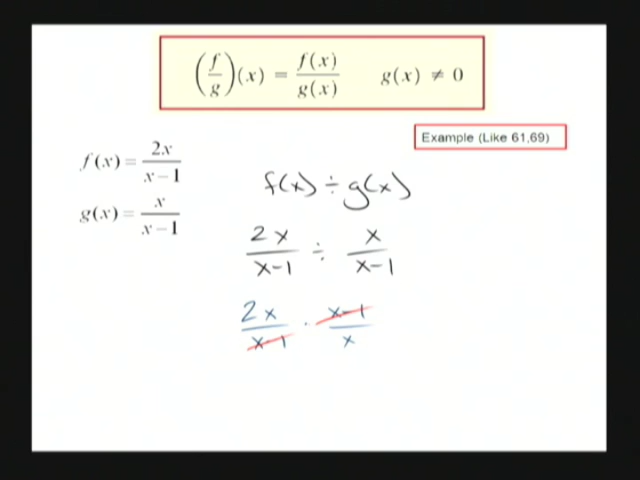 (f/g)(x) = f(x)/g(x) g(x) ≠ 0
Example (Like 61,69)
f(x) = 2x/x−1
g(x) = x/x−1
f(x) ÷ g(x)
2x/x-1 ÷ x/x-1
2x/x-1 · x-1/x